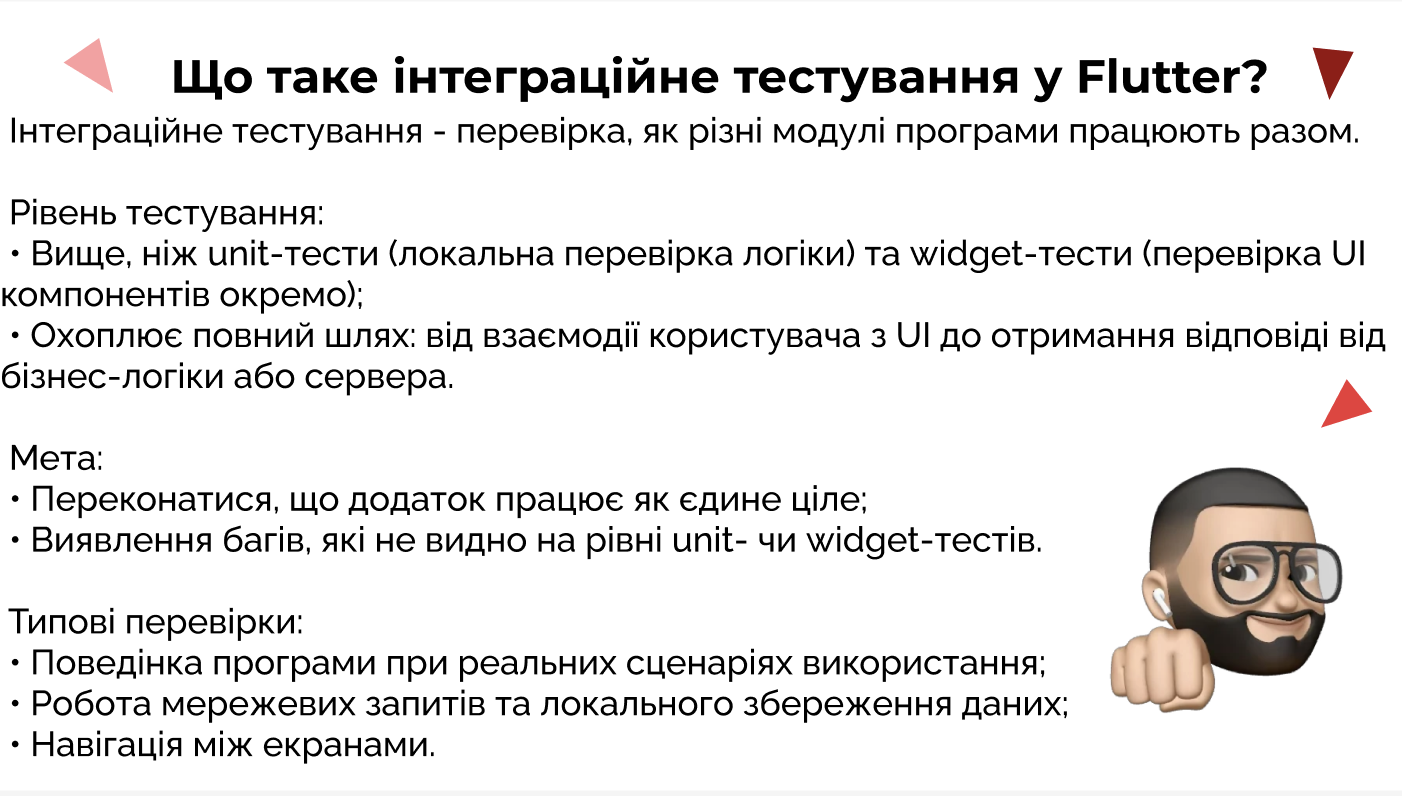 Що таке інтеграційне тестування у Flutter?
Інтеграційне тестування - перевірка, як різні модулі програми працюють разом.
Рівень тестування:
• Вище, ніж unit-тести (локальна перевірка логіки) та widget-тести (перевірка UI
компонентів окремо);
• Охоплює повний шлях: від взаємодії користувача з UI до отримання відповіді від
бізнес-логіки або сервера.
Мета:
• Переконатися, що додаток працює як єдине ціле;
• Виявлення багів, які не видно на рівні unit- чи widget-тестів.
Типові перевірки:
• Поведінка програми при реальних сценаріях використання;
• Робота мережевих запитів та локального збереження даних;
• Навігація між екранами.